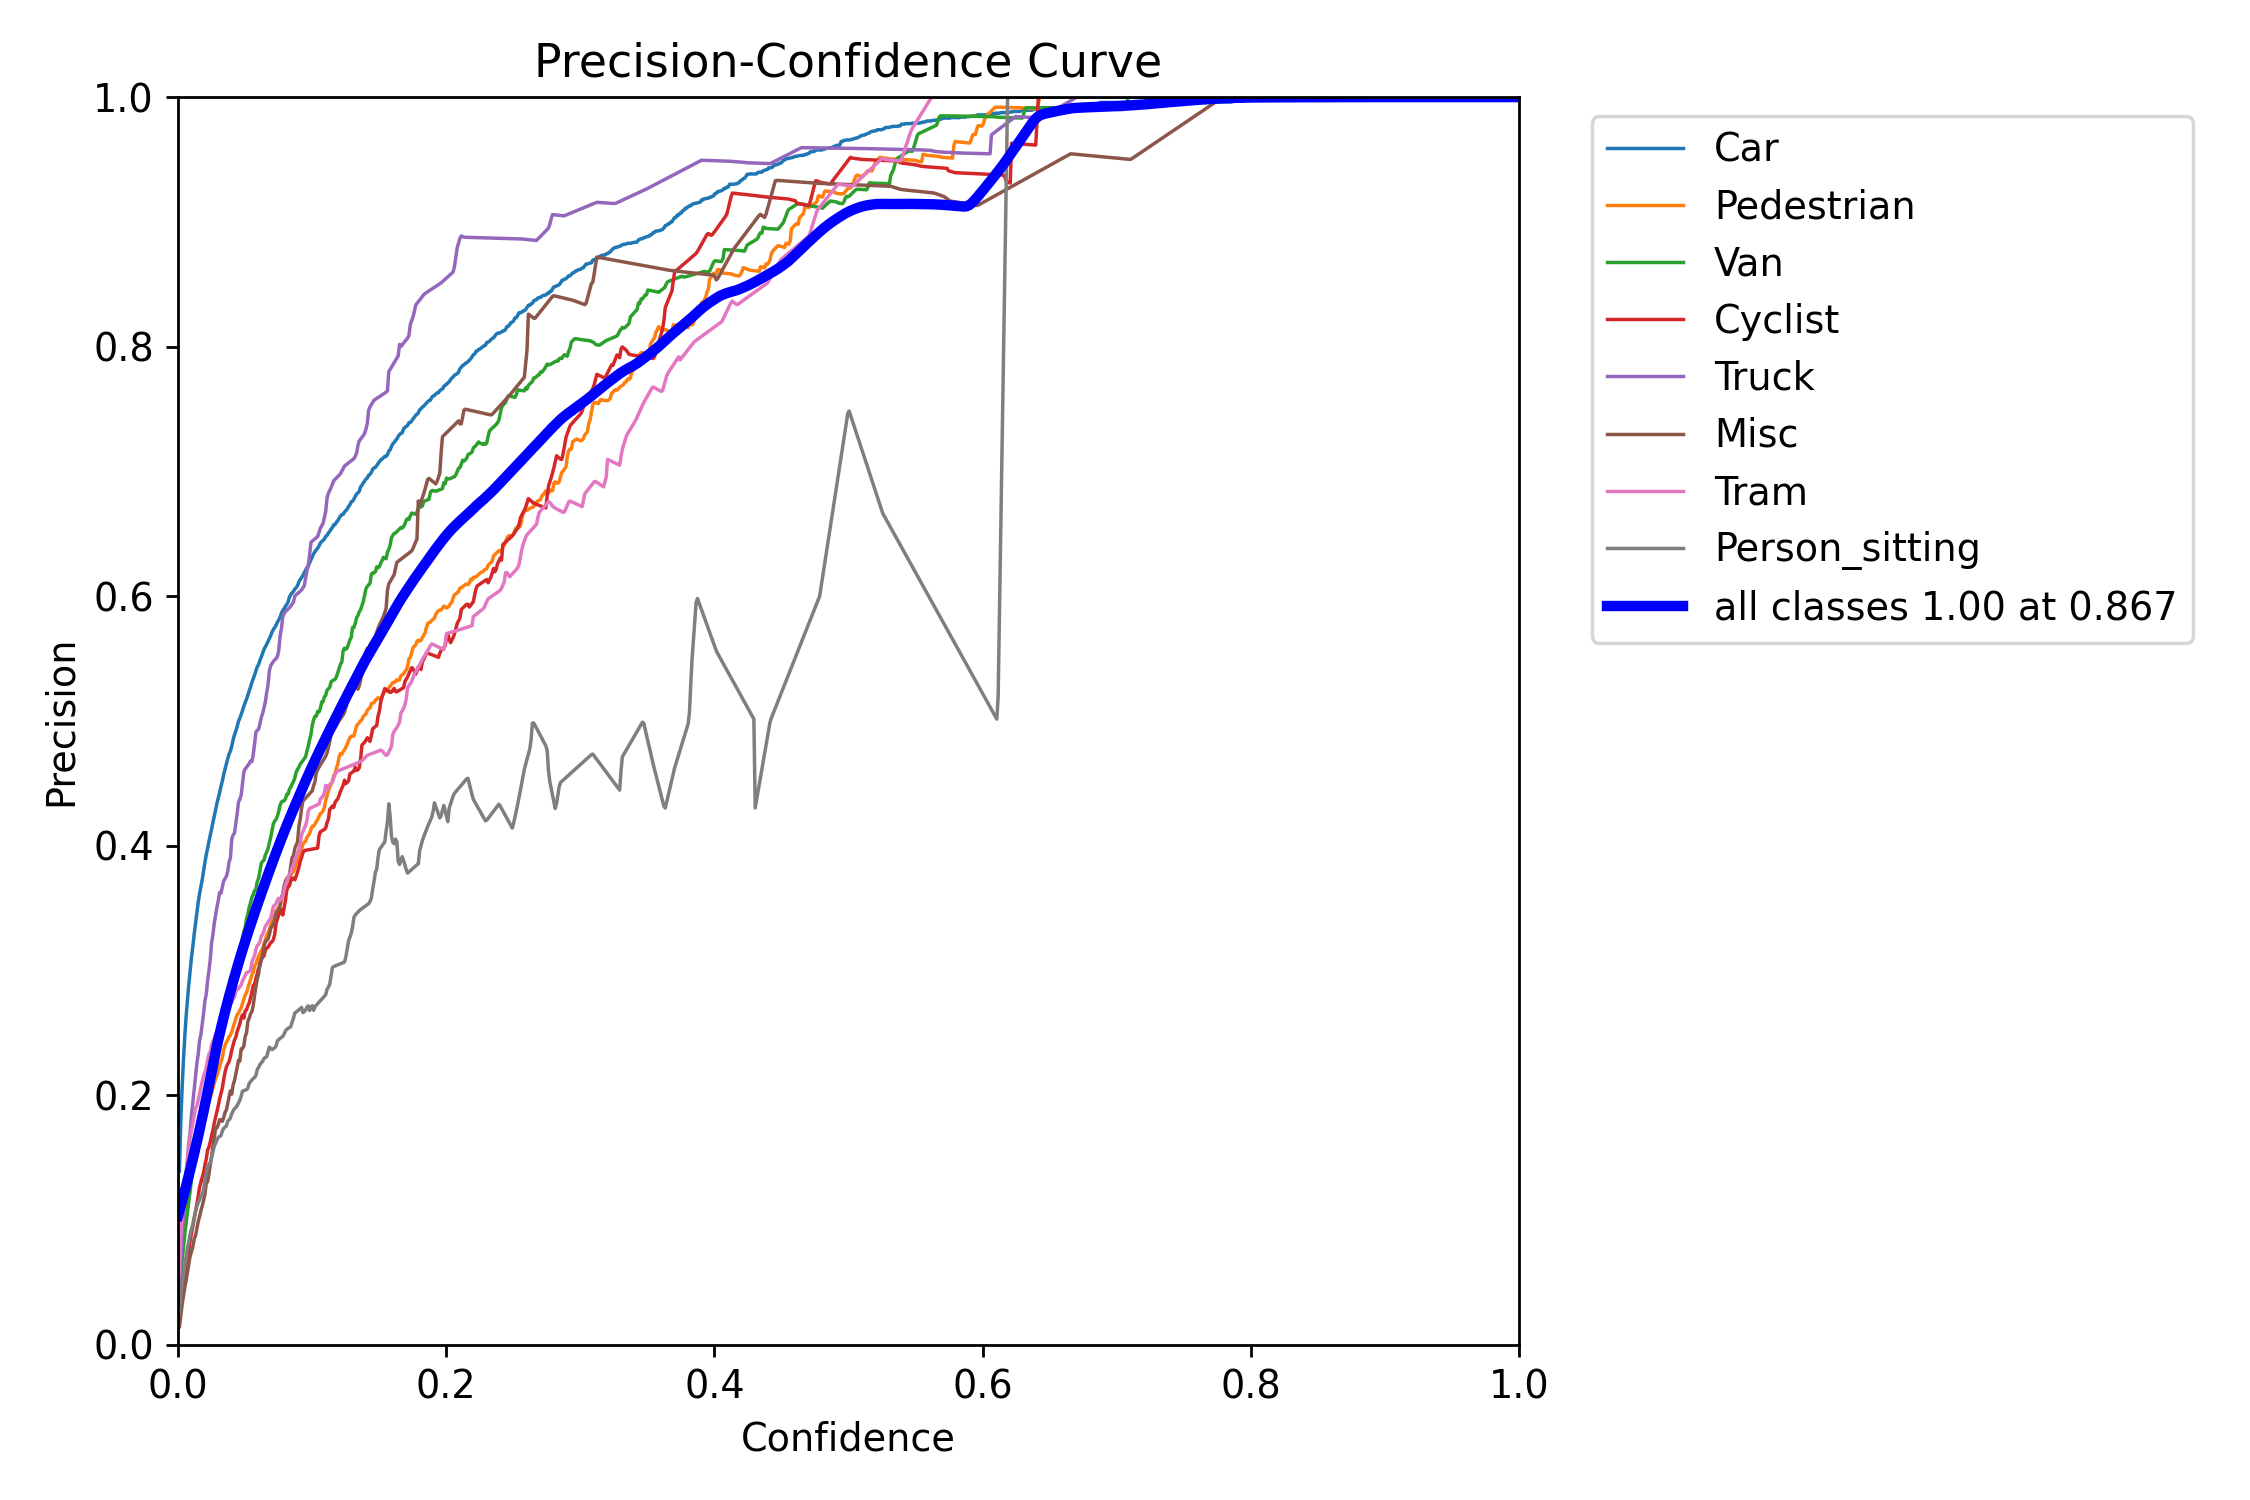 Precision-Confidence Curve
1.0
0.8
0.6
0.4
0.2
0.0
Precision
0.0 0.2 0.4 0.6 0.8 1.0
Confidence
Car
Pedestrian
Van
Cyclist
Truck
Misc
Tram
Person_sitting
all classes 1.00 at 0.867